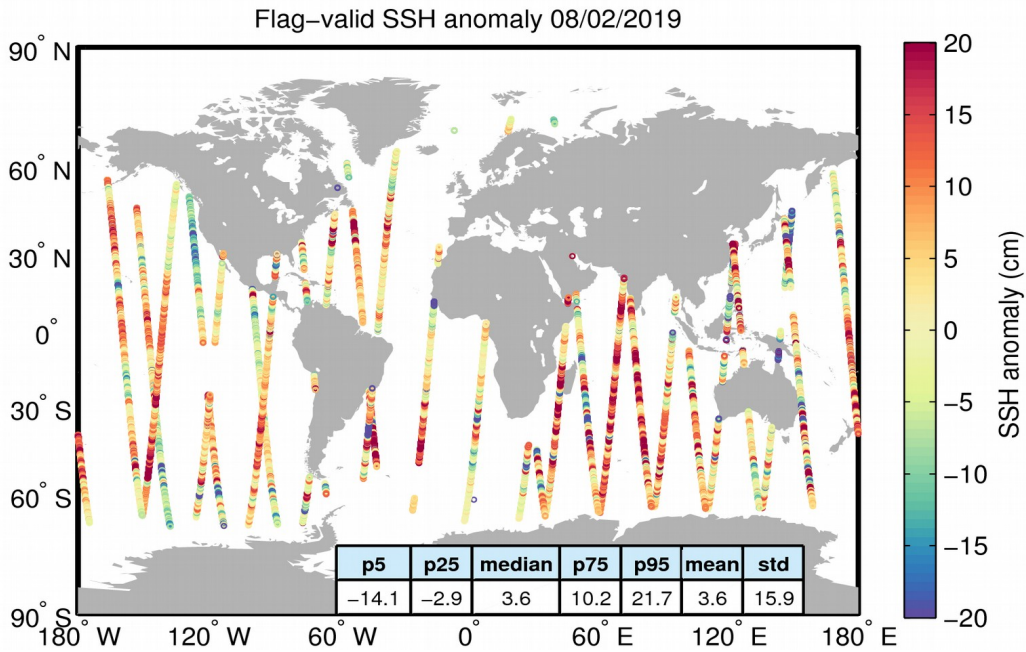 Flag−valid SSH anomaly 08/02/2019
90° N
60° N
30° N
0°
30° S
60° S
90° S
180° W 120° W 60° W 0° 60° E 120° E 180° E
p5 p25 median p75 p95 mean std
−14.1 −2.9 3.6 10.2 21.7 3.6 15.9
20
15
10
5
0
−5
−10
−15
−20
SSH anomaly (cm)